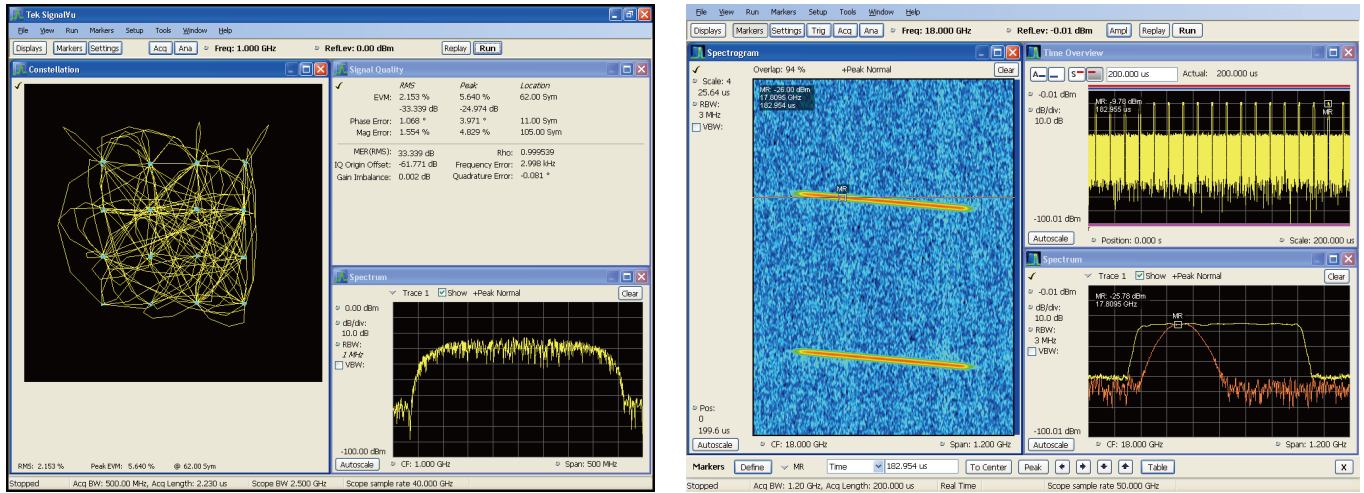 Tek SignalVu
File View Run Markers Setup Tools Window Help
Displays Markers Settings Acq Ana Freq: 1.000 GHz RefLev: 0.00 dBm Replay Run
Constellation
RMS: 2.153 % Peak EVM: 5.640 % @ 62.00 Sym
Signal Quality
RMS Peak Location
EVM: 2.153 % 5.640 % 62.00 Sym
-33.339 dB -24.974 dB
Phase Error: 1.068 ° 3.971 ° 11.00 Sym
Mag Error: 1.554 % 4.829 % 105.00 Sym
MER(RMS): 33.339 dB Rho: 0.999539
IQ Origin Offset: -61.771 dB Frequency Error: 2.998 kHz
Gain Imbalance: 0.002 dB Quadrature Error: -0.081 °
Spectrum
Trace 1 Show +Peak Normal Clear
0.00 dBm
dB/div:
10.0 dB
RBW:
1 MHz
VBW:
-100.00 dBm
Autoscale CF: 1.000 GHz Span: 500 MHz
Stopped Acq BW: 500.00 MHz, Acq Length: 2.230 us Scope BW 2.500 GHz Scope sample rate 40.000 GHz
File View Run Markers Setup Tools Window Help
Displays Markers Settings Trig Acq Ana Freq: 18.000 GHz RefLev: -0.01 dBm Ampl Replay Run
Spectrogram
Overlap: 94 % +Peak Normal Clear
Scale: 4
25.64 us
RBW:
3 MHz
VBW:
MR: -26.00 dBm
17.8095 GHz
182.954 us
MR
Pos:
0
199.6 us
Autoscale CF: 18.000 GHz Span: 1.200 GHz
Time Overview
200.000 us Actual: 200.000 us
-0.01 dBm
dB/div:
10.0 dB
MR: -9.78 dBm
182.955 us
MR
-100.01 dBm
Autoscale Position: 0.000 s Scale: 200.000 us
Spectrum
Trace 1 Show +Peak Normal Clear
-0.01 dBm
dB/div:
10.0 dB
RBW:
3 MHz
VBW:
MR: -25.78 dBm
17.8095 GHz
MR
-100.01 dBm
Autoscale CF: 18.000 GHz Span: 1.200 GHz
Markers Define MR Time 182.954 us To Center Peak Table X
Stopped Acq BW: 1.20 GHz, Acq Length: 200.000 us Real Time Scope sample rate 50.000 GHz